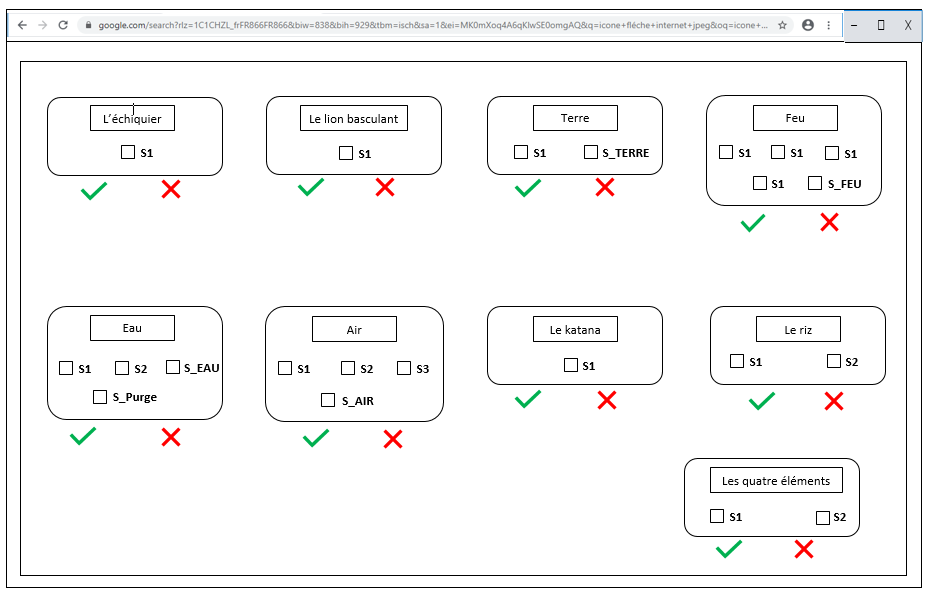 google.com/search?rlz=1C1CHZL_frFR866FR866&biw=838&bih=929&tbm=isch&sa=1&ei=MK0mXoq4A6qKlwSE0omgAQ&q=icone+flèche+internet+jpeg&oq=icone+...
L'échiquier
S1
Le lion basculant
S1
Terre
S1 S_TERRE
Feu
S1 S1 S1
S1 S_FEU
Eau
S1 S2 S_EAU
S_Purge
Air
S1 S2 S3
S_AIR
Le katana
S1
Le riz
S1 S2
Les quatre éléments
S1 S2